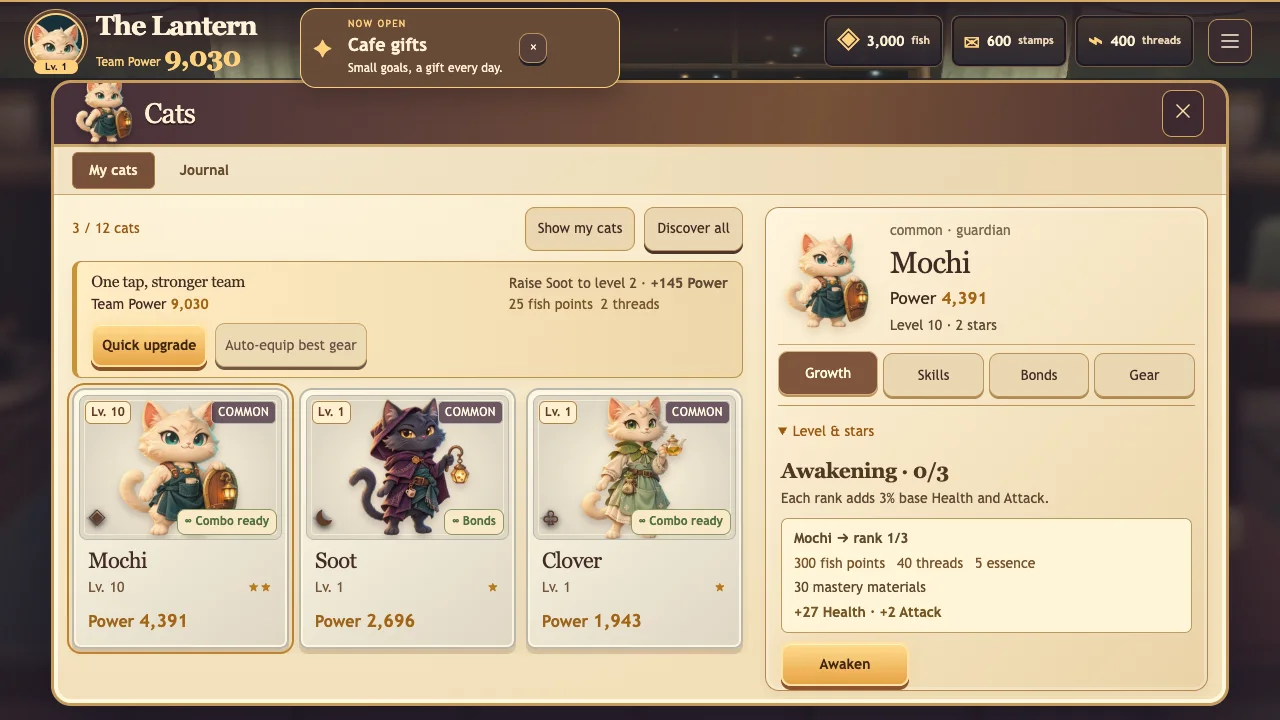 The Lantern
Team Power 9,030
Lv. 1
NOW OPEN
Cafe gifts
Small goals, a gift every day.
×
3,000 fish
600 stamps
400 threads
Cats
My cats
Journal
3 / 12 cats
Show my cats
Discover all
One tap, stronger team
Team Power 9,030
Raise Soot to level 2 · +145 Power
25 fish points 2 threads
Quick upgrade
Auto-equip best gear
Lv. 10
COMMON
∞ Combo ready
Mochi
Lv. 10
★★
Power 4,391
Lv. 1
COMMON
∞ Bonds
Soot
Lv. 1
★
Power 2,696
Lv. 1
COMMON
∞ Combo ready
Clover
Lv. 1
★
Power 1,943
common · guardian
Mochi
Power 4,391
Level 10 · 2 stars
Growth
Skills
Bonds
Gear
▼ Level & stars
Awakening · 0/3
Each rank adds 3% base Health and Attack.
Mochi → rank 1/3
300 fish points 40 threads 5 essence
30 mastery materials
+27 Health · +2 Attack
Awaken